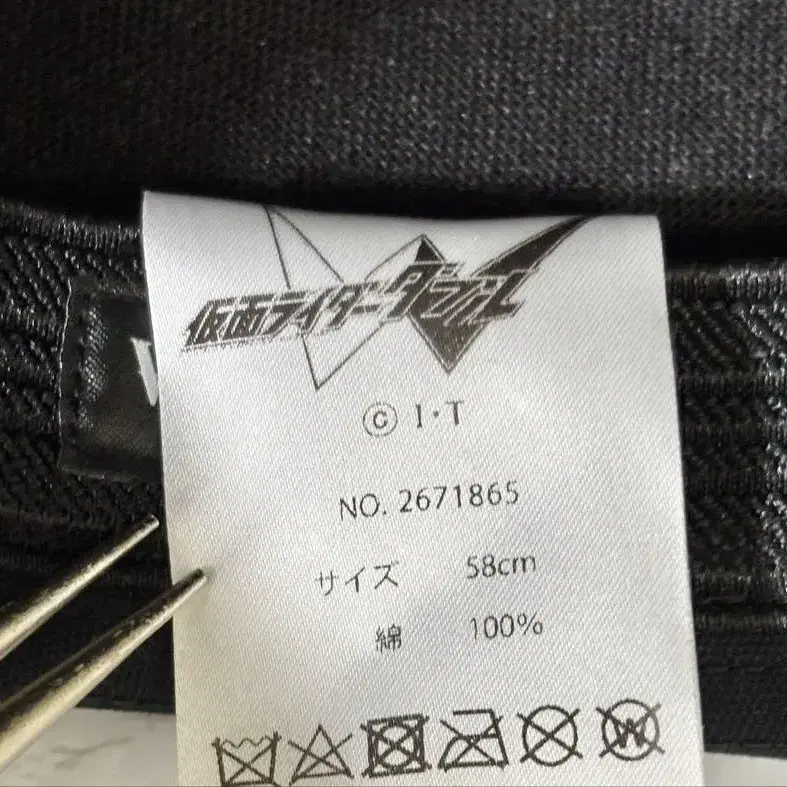 仮面ライダーダブル
ⓒ I・T
NO. 2671865
サイズ 58cm
綿 100%
W